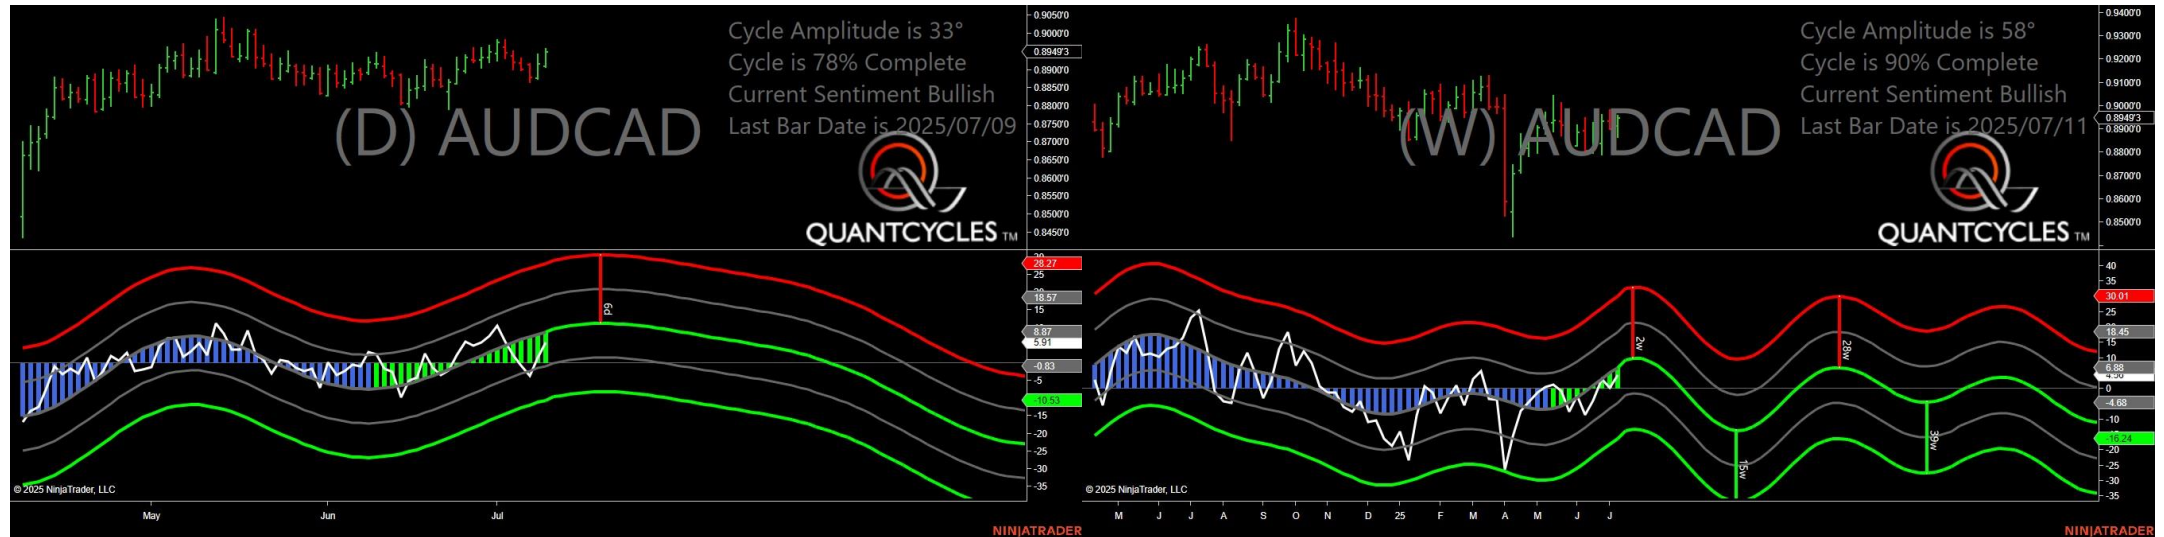 Cycle Amplitude is 33°
Cycle is 78% Complete
Current Sentiment Bullish
Last Bar Date is 2025/07/09
(D) AUDCAD
QUANTCYCLES TM
0.9050'0
0.9000'0
0.8949'3
0.8900'0
0.8850'0
0.8800'0
0.8750'0
0.8700'0
0.8650'0
0.8600'0
0.8550'0
0.8500'0
0.8450'0
28.27
25
18.57
15
8.87
5.91
-0.83
-5
-10.53
-15
-20
-25
-30
-35
6d
© 2025 NinjaTrader, LLC
May
Jun
Jul
NINJATRADER
Cycle Amplitude is 58°
Cycle is 90% Complete
Current Sentiment Bullish
Last Bar Date is 2025/07/11
(W) AUDCAD
QUANTCYCLES TM
0.9400'0
0.9300'0
0.9200'0
0.9100'0
0.9000'0
0.8949'3
0.8900'0
0.8800'0
0.8700'0
0.8600'0
0.8500'0
40
35
30.01
25
18.45
15
10
6.88
0
-4.68
-10
-16.24
-20
-25
-30
-35
2w
15w
28w
39w
© 2025 NinjaTrader, LLC
M J J A S O N D 25 F M A M J J
NINJATRADER